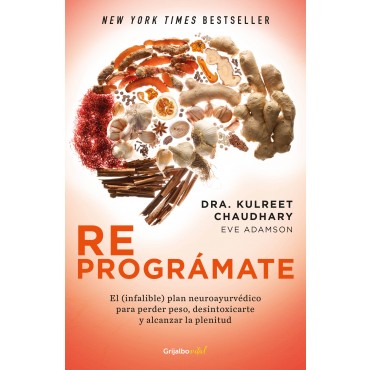 NEW YORK TIMES BESTSELLER
DRA. KULREET
CHAUDHARY
EVE ADAMSON
RE
PROGRÁMATE
El (infalible) plan neuroayurvédico
para perder peso, desintoxicarte
y alcanzar la plenitud
Grijalbo vital